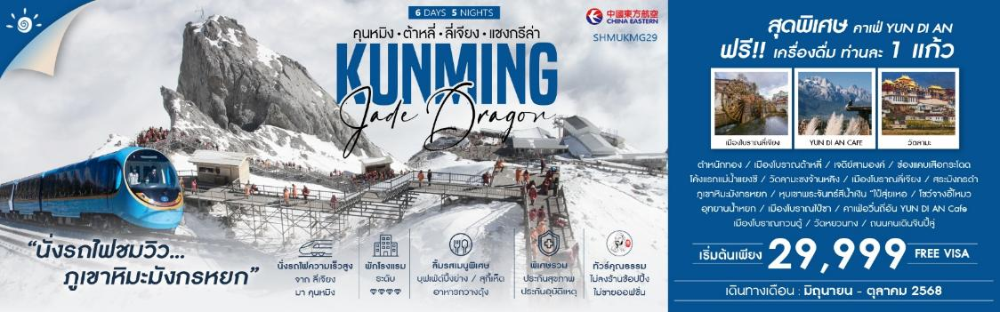 6 DAYS 5 NIGHTS
คุนหมิง • ต้าหลี่ • ลี่เจียง • แชงกรีล่า
KUNMING
Jade Dragon
中國東方航空
CHINA EASTERN
SHMUKMG29
“นั่งรถไฟชมวิว...
ภูเขาหิมะมังกรหยก”
นั่งรถไฟความเร็วสูง
จาก ลี่เจียง
มา คุนหมิง
พักโรงแรม
ระดับ
ลิ้มรสเมนูพิเศษ
บุฟเฟ่ต์ปิ้งย่าง / สุกี้เห็ด
อาหารกวางตุ้ง
พิเศษรวม
ประกันสุขภาพ
ประกันอุบัติเหตุ
ทัวร์คุณธรรม
ไม่ลงร้านช้อปปิ้ง
ไม่ขายออฟชั่น
สุดพิเศษ คาเฟ่ YUN DI AN
ฟรี!! เครื่องดื่ม ท่านละ 1 แก้ว
เมืองโบราณลี่เจียง
YUN DI AN CAFE
วัดลามะ
ตำหนักทอง / เมืองโบราณต้าหลี่ / เจดีย์สามองค์ / ช่องแคบเสือกระโดด
โค้งแรกแม่น้ำแยงซี / วัดลามะซงจ้านหลิง / เมืองโบราณลี่เจียง / สระมังกรดำ
ภูเขาหิมะมังกรหยก / หุบเขาพระจันทร์สีน้ำเงิน "ไป๋สุ่ยเหอ / โชว์จางอี้โหมว
อุทยานน้ำหยก / เมืองโบราณไป๋ซา / คาเฟ่อวิ๋นตี้อัน YUN DI AN Cafe
เมืองโบราณกวนตู้ / วัดหยวนทง / ถนนคนเดินจินปี้ลู่
เริ่มต้นเพียง 29,999 FREE VISA
เดินทางเดือน : มิถุนายน - ตุลาคม 2568